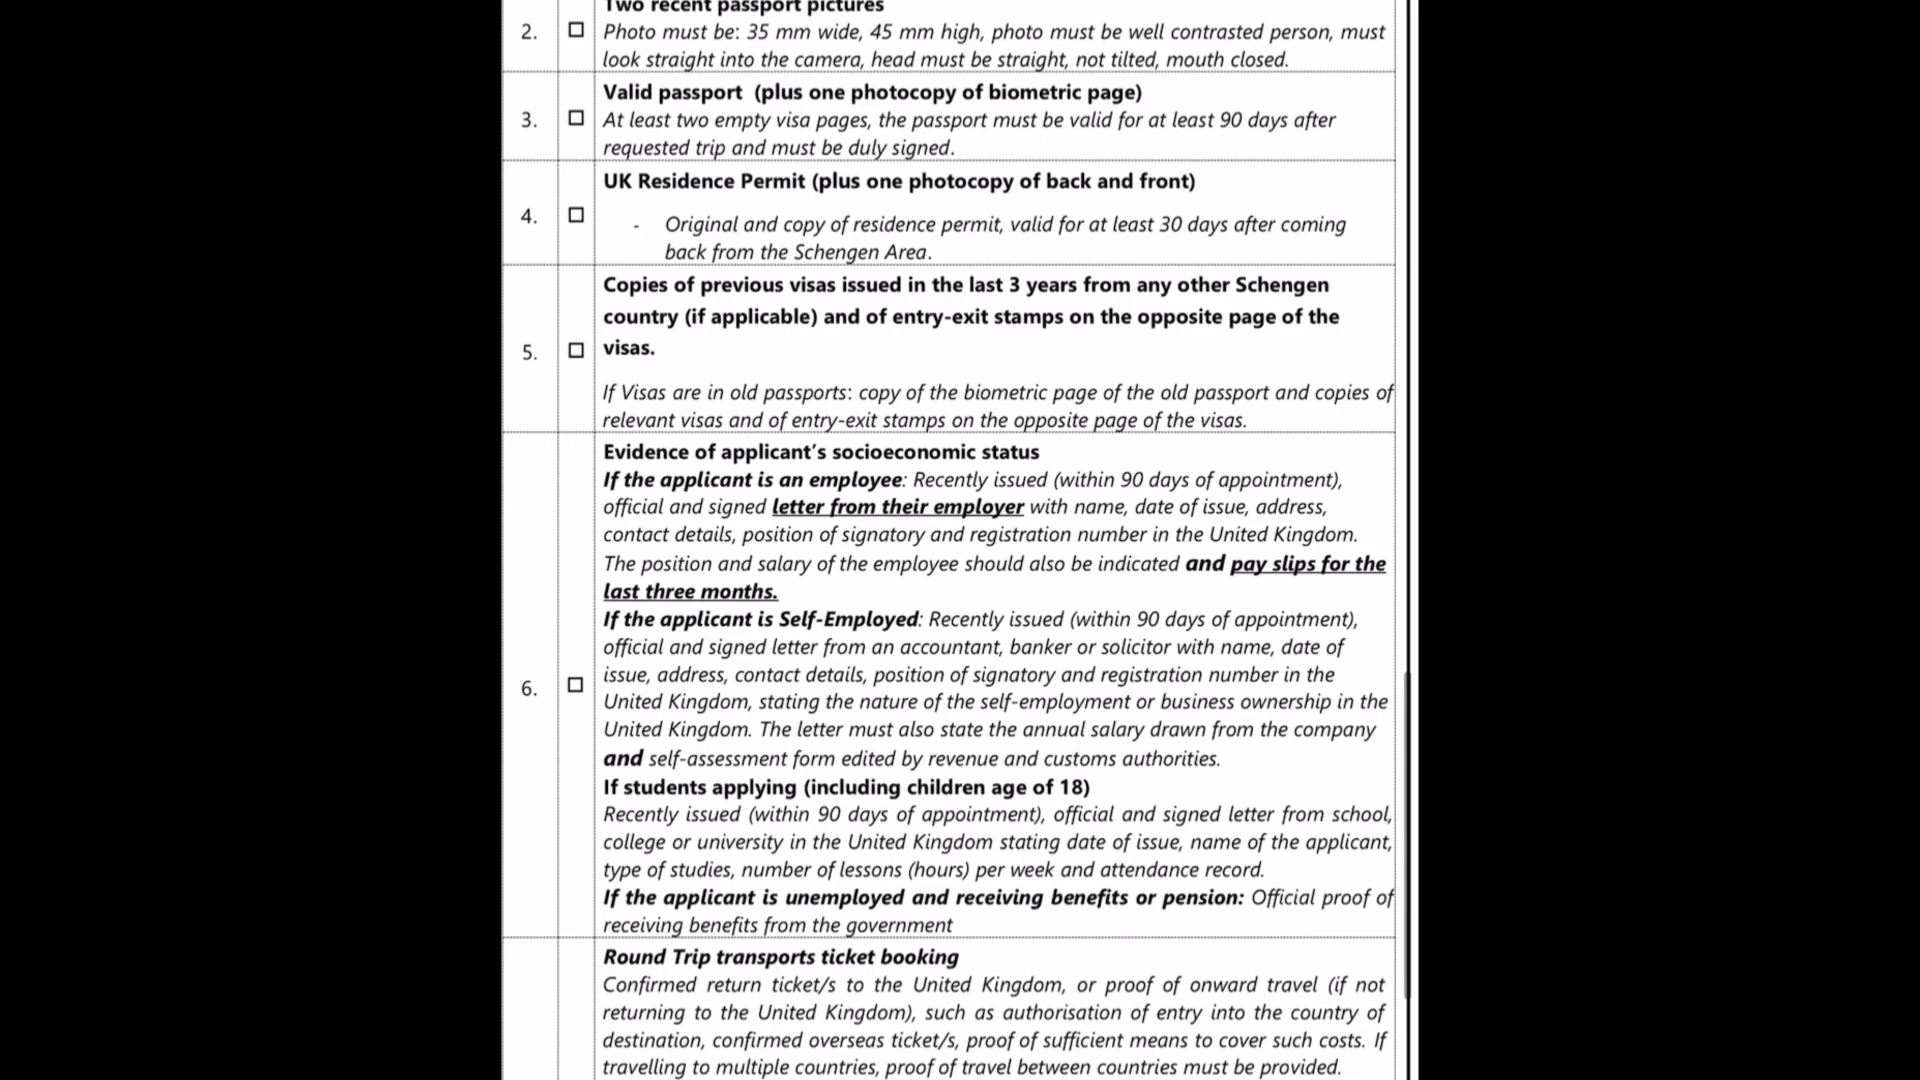 Two recent passport pictures
2. ☐ Photo must be: 35 mm wide, 45 mm high, photo must be well contrasted person, must
look straight into the camera, head must be straight, not tilted, mouth closed.
Valid passport (plus one photocopy of biometric page)
3. ☐ At least two empty visa pages, the passport must be valid for at least 90 days after
requested trip and must be duly signed.
UK Residence Permit (plus one photocopy of back and front)
4. ☐
- Original and copy of residence permit, valid for at least 30 days after coming
back from the Schengen Area.
Copies of previous visas issued in the last 3 years from any other Schengen
country (if applicable) and of entry-exit stamps on the opposite page of the
5. ☐ visas.
If Visas are in old passports: copy of the biometric page of the old passport and copies of
relevant visas and of entry-exit stamps on the opposite page of the visas.
Evidence of applicant's socioeconomic status
If the applicant is an employee: Recently issued (within 90 days of appointment),
official and signed letter from their employer with name, date of issue, address,
contact details, position of signatory and registration number in the United Kingdom.
The position and salary of the employee should also be indicated and pay slips for the
last three months.
If the applicant is Self-Employed: Recently issued (within 90 days of appointment),
official and signed letter from an accountant, banker or solicitor with name, date of
issue, address, contact details, position of signatory and registration number in the
6. ☐ United Kingdom, stating the nature of the self-employment or business ownership in the
United Kingdom. The letter must also state the annual salary drawn from the company
and self-assessment form edited by revenue and customs authorities.
If students applying (including children age of 18)
Recently issued (within 90 days of appointment), official and signed letter from school,
college or university in the United Kingdom stating date of issue, name of the applicant,
type of studies, number of lessons (hours) per week and attendance record.
If the applicant is unemployed and receiving benefits or pension: Official proof of
receiving benefits from the government
Round Trip transports ticket booking
Confirmed return ticket/s to the United Kingdom, or proof of onward travel (if not
returning to the United Kingdom), such as authorisation of entry into the country of
destination, confirmed overseas ticket/s, proof of sufficient means to cover such costs. If
travelling to multiple countries, proof of travel between countries must be provided.